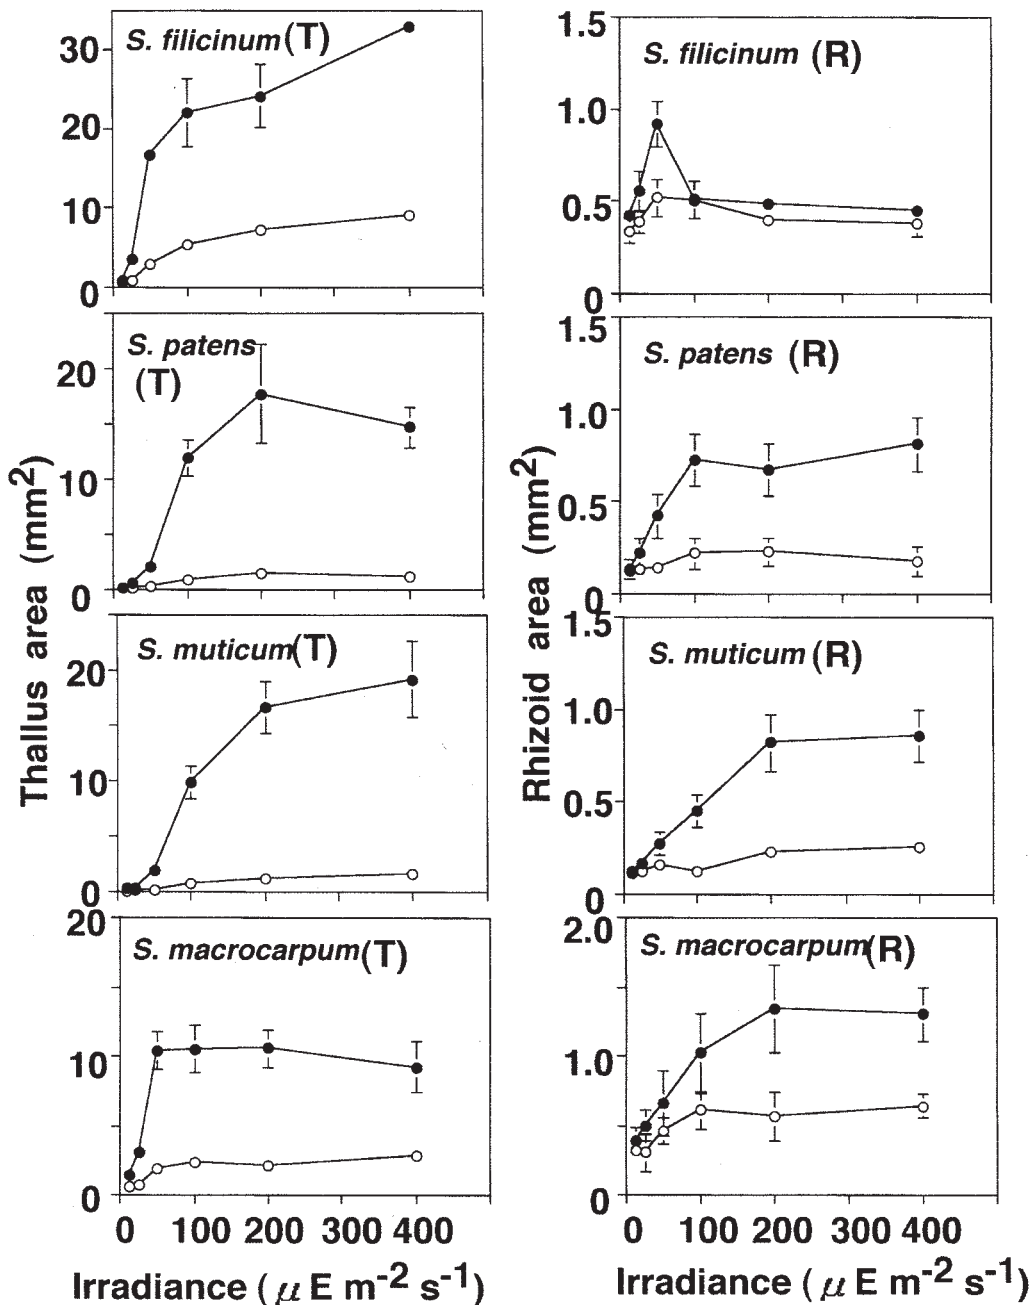 S. filicinum (T)
30
20
10
0
S. filicinum (R)
1.5
1.0
0.5
0
S. patens
(T)
20
10
0
S. patens (R)
1.5
1.0
0.5
0
S. muticum (T)
20
10
0
S. muticum (R)
1.5
1.0
0.5
0
S. macrocarpum (T)
20
10
0
S. macrocarpum (R)
2.0
1.0
0
Thallus area (mm²)
Rhizoid area (mm²)
0 100 200 300 400
0 100 200 300 400
Irradiance ( μ E m⁻² s⁻¹)
Irradiance ( μ E m⁻² s⁻¹)